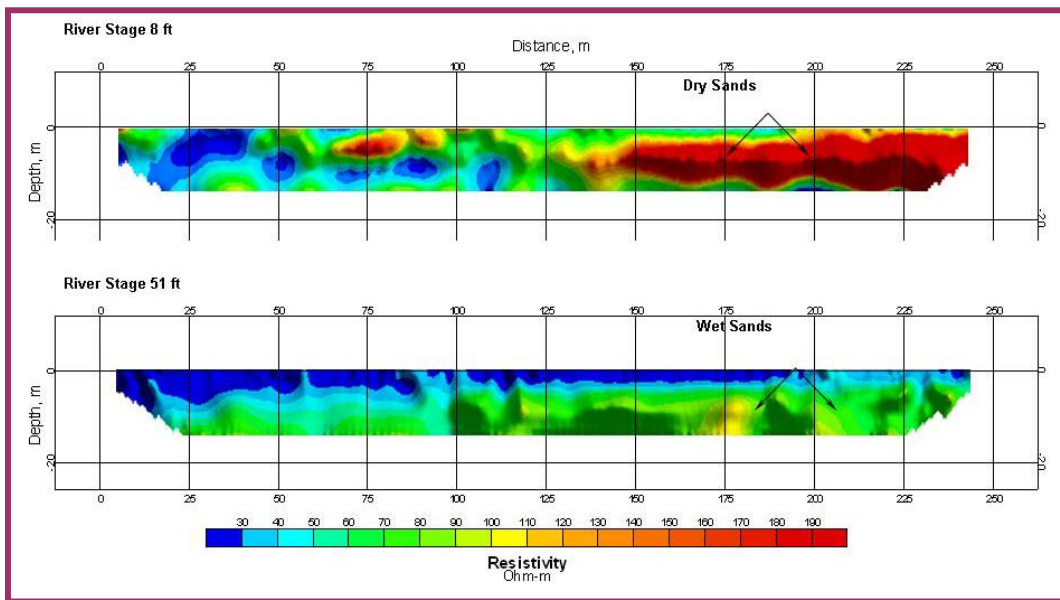 River Stage 8 ft
Distance, m
0 25 50 75 100 125 150 175 200 225 250
Dry Sands
0 0
Depth, m
-20 -20
River Stage 51 ft
0 25 50 75 100 125 150 175 200 225 250
Wet Sands
0 0
Depth, m
-20 -20
0 25 50 75 100 125 150 175 200 225 250
30 40 50 60 70 80 90 100 110 120 130 140 150 160 170 180 190
Resistivity
Ohm-m